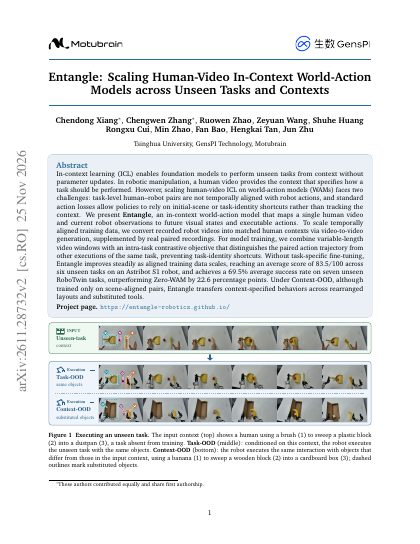 Motubrain
生数 GensPI
Entangle: Scaling Human-Video In-Context World-Action
Models across Unseen Tasks and Contexts
Chendong Xiang*, Chengwen Zhang*, Ruowen Zhao, Zeyuan Wang, Shuhe Huang
Rongxu Cui, Min Zhao, Fan Bao, Hengkai Tan, Jun Zhu
Tsinghua University, GensPI Technology, Motubrain
Abstract
In-context learning (ICL) enables foundation models to perform unseen tasks from context without
parameter updates. In robotic manipulation, a human video provides the context that specifies how a
task should be performed. However, scaling human-video ICL on world-action models (WAMs) faces two
challenges: task-level human–robot pairs are not temporally aligned with robot actions, and standard
action losses allow policies to rely on initial-scene or task-identity shortcuts rather than tracking the
context. We present Entangle, an in-context world-action model that maps a single human video
and current robot observations to future visual states and executable actions. To scale temporally
aligned training data, we convert recorded robot videos into matched human contexts via video-to-video
generation, supplemented by real paired recordings. For model training, we combine variable-length
video windows with an intra-task contrastive objective that distinguishes the paired action trajectory from
other executions of the same task, preventing task-identity shortcuts. Without task-specific fine-tuning,
Entangle improves steadily as aligned training data scales, reaching an average score of 83.5/100 across
six unseen tasks on an Astribot S1 robot, and achieves a 69.5% average success rate on seven unseen
RoboTwin tasks, outperforming Zero-WAM by 22.6 percentage points. Under Context-OOD, although
trained only on scene-aligned pairs, Entangle transfers context-specified behaviors across rearranged
layouts and substituted tools.
Project page. https://entangle-robotics.github.io/
INPUT
Unseen-task
context
Execution
Task-OOD
same objects
Execution
Context-OOD
substituted objects
Figure 1 Executing an unseen task. The input context (top) shows a human using a brush (1) to sweep a plastic block
(2) into a dustpan (3), a task absent from training. Task-OOD (middle): conditioned on this context, the robot executes
the unseen task with the same objects. Context-OOD (bottom): the robot executes the same interaction with objects that
differ from those in the input context, using a banana (1) to sweep a wooden block (2) into a cardboard box (3); dashed
outlines mark substituted objects.
*These authors contributed equally and share first authorship.
1
arXiv:2611.28732v2 [cs.RO] 25 Nov 2026